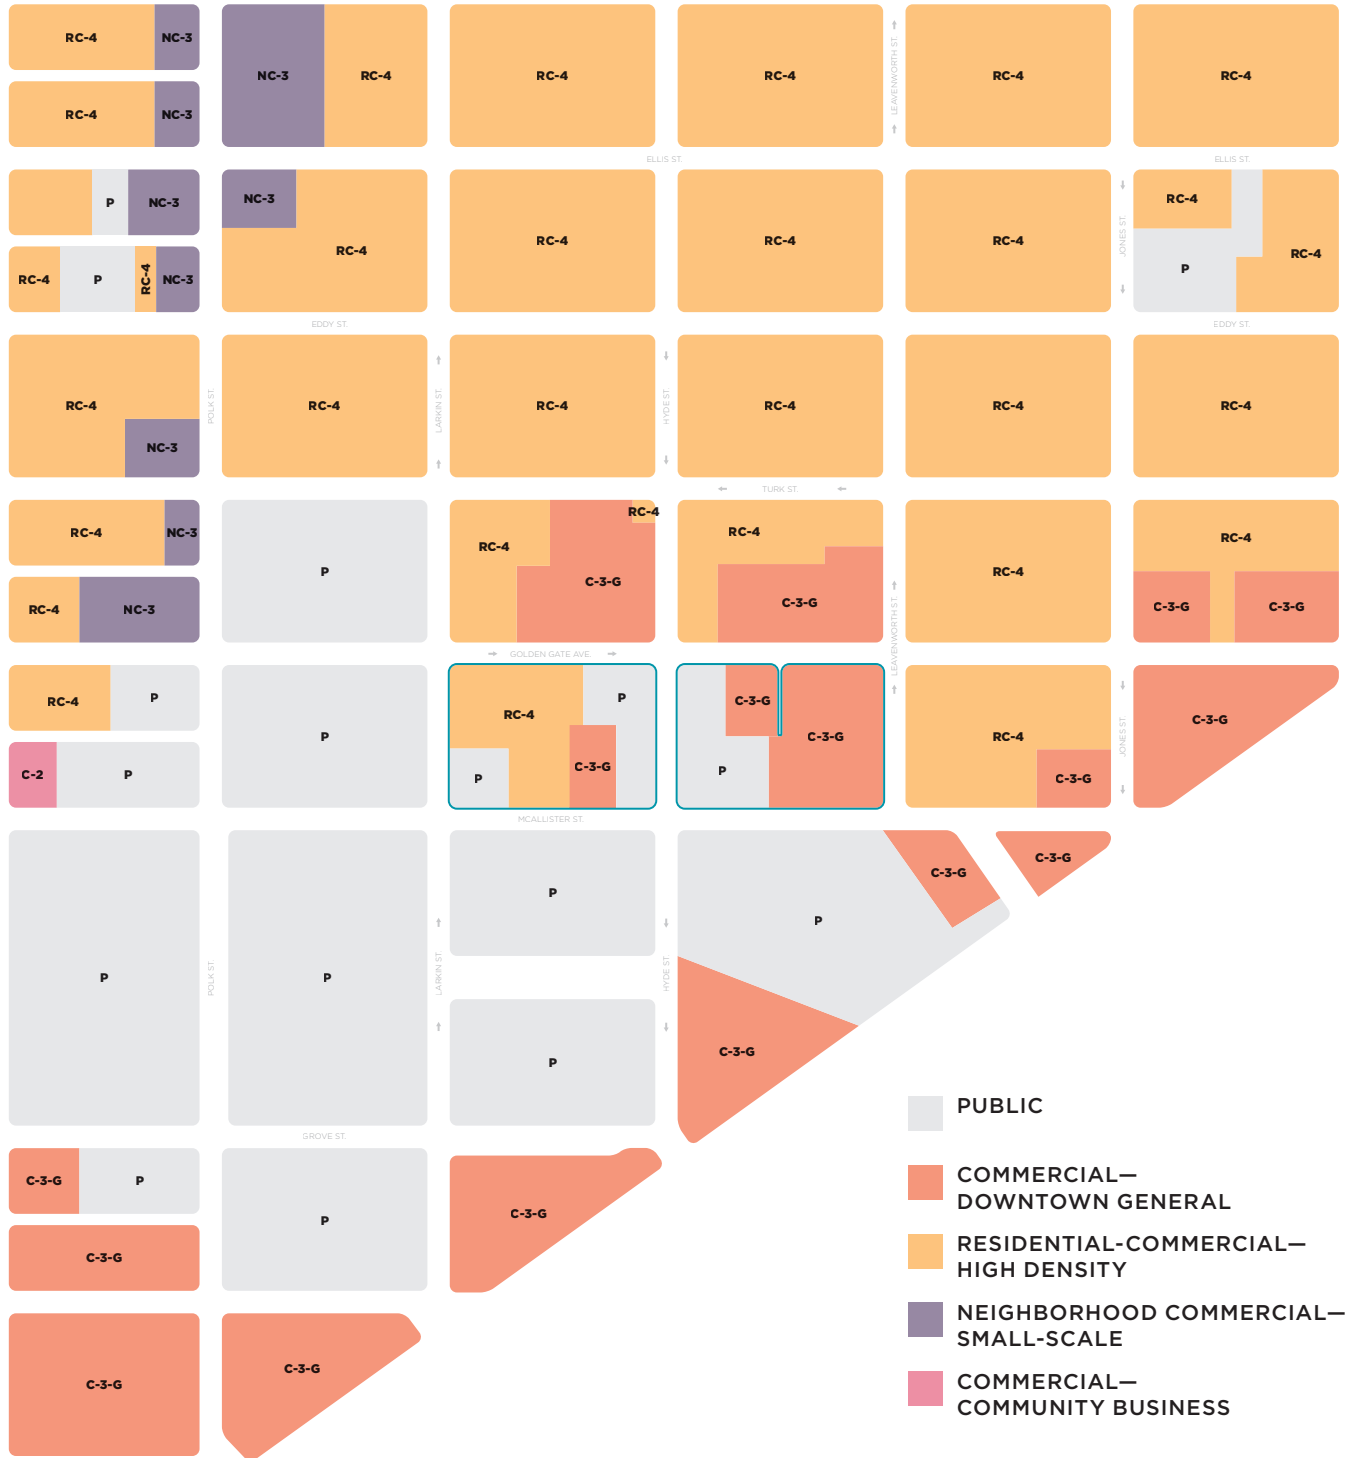 RC-4
NC-3
NC-3
RC-4
RC-4
RC-4
RC-4
RC-4
LEAVENWORTH ST.
RC-4
NC-3
ELLIS ST.
ELLIS ST.
P
NC-3
NC-3
RC-4
RC-4
RC-4
RC-4
RC-4
JONES ST.
RC-4
P
RC-4
RC-4
P
RC-4
NC-3
EDDY ST.
EDDY ST.
RC-4
NC-3
POLK ST.
RC-4
LARKIN ST.
RC-4
HYDE ST.
RC-4
RC-4
RC-4
TURK ST.
RC-4
NC-3
P
RC-4
RC-4
C-3-G
RC-4
C-3-G
RC-4
RC-4
C-3-G
C-3-G
RC-4
NC-3
LEAVENWORTH ST.
GOLDEN GATE AVE.
RC-4
P
P
RC-4
P
P
C-3-G
C-3-G
P
C-3-G
RC-4
C-3-G
JONES ST.
C-3-G
C-2
P
MCALLISTER ST.
P
POLK ST.
P
LARKIN ST.
P
P
HYDE ST.
P
C-3-G
C-3-G
C-3-G
GROVE ST.
C-3-G
P
P
C-3-G
C-3-G
C-3-G
C-3-G
PUBLIC
COMMERCIAL—
DOWNTOWN GENERAL
RESIDENTIAL-COMMERCIAL—
HIGH DENSITY
NEIGHBORHOOD COMMERCIAL—
SMALL-SCALE
COMMERCIAL—
COMMUNITY BUSINESS